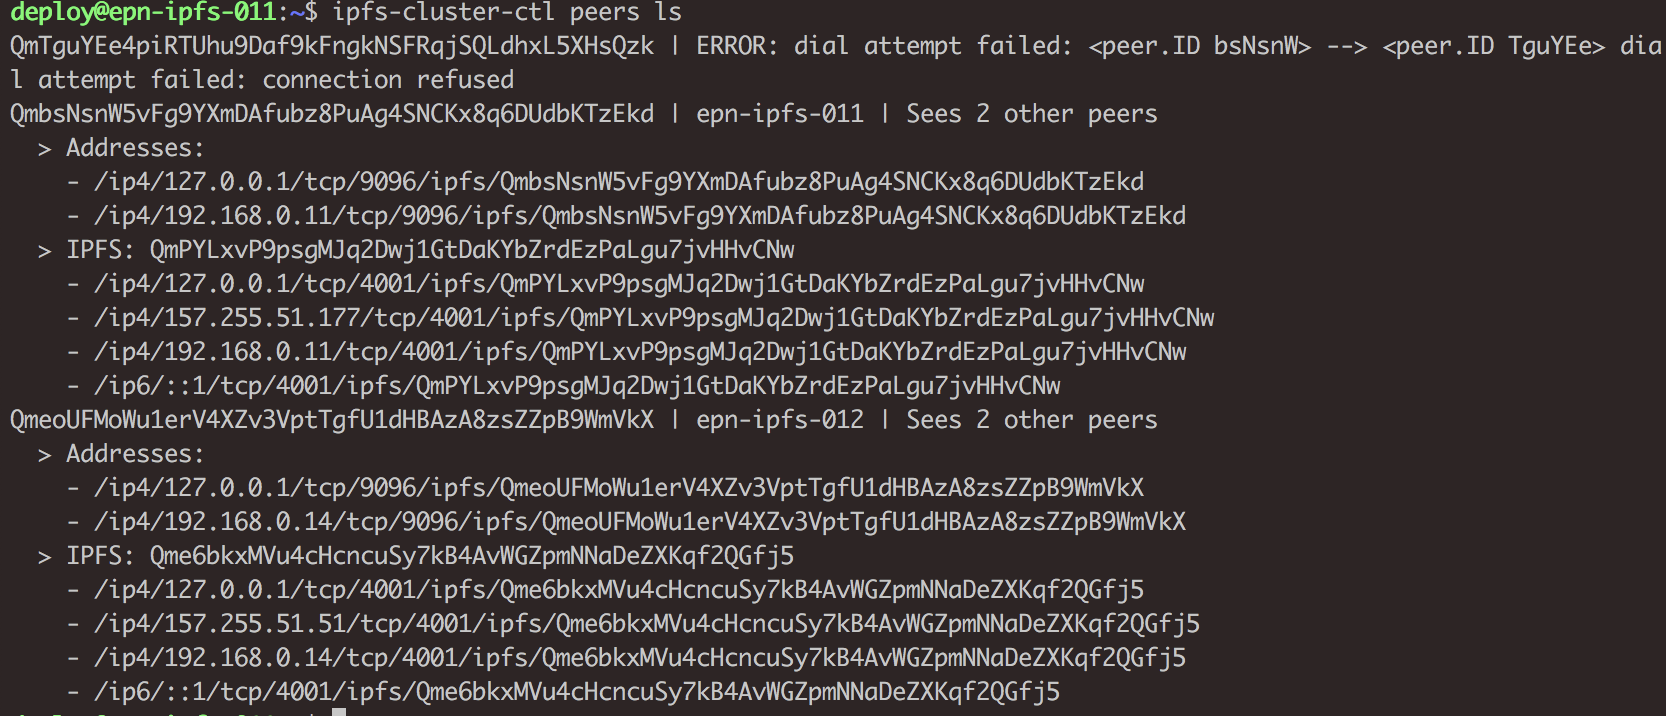 deploy@epn-ipfs-011:~$ ipfs-cluster-ctl peers ls
QmTguYEe4piRTUhu9Daf9kFngkNSFRqjSQLdhxL5XHsQzk | ERROR: dial attempt failed: <peer.ID bsNsnW> --> <peer.ID TguYEe> dia
l attempt failed: connection refused
QmbsNsnW5vFg9YXmDAfubz8PuAg4SNCKx8q6DUdbKTzEkd | epn-ipfs-011 | Sees 2 other peers
  > Addresses:
    - /ip4/127.0.0.1/tcp/9096/ipfs/QmbsNsnW5vFg9YXmDAfubz8PuAg4SNCKx8q6DUdbKTzEkd
    - /ip4/192.168.0.11/tcp/9096/ipfs/QmbsNsnW5vFg9YXmDAfubz8PuAg4SNCKx8q6DUdbKTzEkd
  > IPFS: QmPYLxvP9psgMJq2Dwj1GtDaKYbZrdEzPaLgu7jvHHvCNw
    - /ip4/127.0.0.1/tcp/4001/ipfs/QmPYLxvP9psgMJq2Dwj1GtDaKYbZrdEzPaLgu7jvHHvCNw
    - /ip4/157.255.51.177/tcp/4001/ipfs/QmPYLxvP9psgMJq2Dwj1GtDaKYbZrdEzPaLgu7jvHHvCNw
    - /ip4/192.168.0.11/tcp/4001/ipfs/QmPYLxvP9psgMJq2Dwj1GtDaKYbZrdEzPaLgu7jvHHvCNw
    - /ip6/::1/tcp/4001/ipfs/QmPYLxvP9psgMJq2Dwj1GtDaKYbZrdEzPaLgu7jvHHvCNw
QmeoUFMoWu1erV4XZv3VptTgfU1dHBAzA8zsZZpB9WmVkX | epn-ipfs-012 | Sees 2 other peers
  > Addresses:
    - /ip4/127.0.0.1/tcp/9096/ipfs/QmeoUFMoWu1erV4XZv3VptTgfU1dHBAzA8zsZZpB9WmVkX
    - /ip4/192.168.0.14/tcp/9096/ipfs/QmeoUFMoWu1erV4XZv3VptTgfU1dHBAzA8zsZZpB9WmVkX
  > IPFS: Qme6bkxMVu4cHcncuSy7kB4AvWGZpmNNaDeZXKqf2QGfj5
    - /ip4/127.0.0.1/tcp/4001/ipfs/Qme6bkxMVu4cHcncuSy7kB4AvWGZpmNNaDeZXKqf2QGfj5
    - /ip4/157.255.51.51/tcp/4001/ipfs/Qme6bkxMVu4cHcncuSy7kB4AvWGZpmNNaDeZXKqf2QGfj5
    - /ip4/192.168.0.14/tcp/4001/ipfs/Qme6bkxMVu4cHcncuSy7kB4AvWGZpmNNaDeZXKqf2QGfj5
    - /ip6/::1/tcp/4001/ipfs/Qme6bkxMVu4cHcncuSy7kB4AvWGZpmNNaDeZXKqf2QGfj5